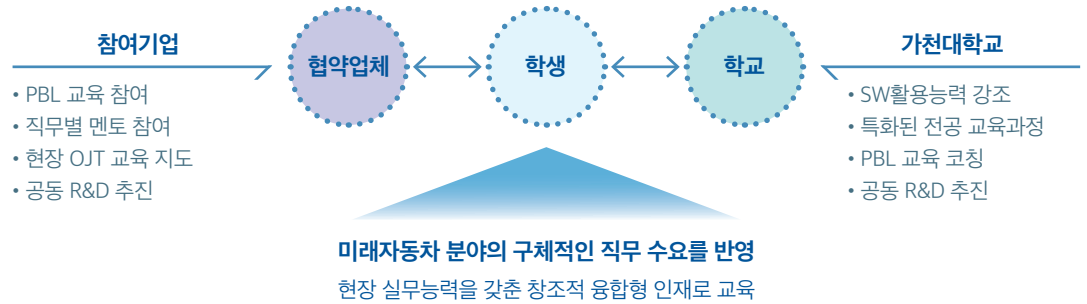 참여기업
• PBL 교육 참여
• 직무별 멘토 참여
• 현장 OJT 교육 지도
• 공동 R&D 추진
협약업체
학생
학교
가천대학교
• SW활용능력 강조
• 특화된 전공 교육과정
• PBL 교육 코칭
• 공동 R&D 추진
미래자동차 분야의 구체적인 직무 수요를 반영
현장 실무능력을 갖춘 창조적 융합형 인재로 교육